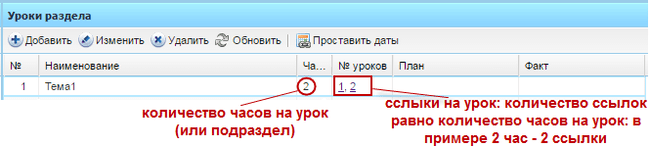 Уроки раздела
Добавить Изменить Удалить Обновить Проставить даты
№ Наименование Ча... № уроков План Факт
1 Тема1 2 1, 2
количество часов на урок
(или подраздел)
сслыки на урок: количество ссылок
равно количество часов на урок: в
примере 2 час - 2 ссылки